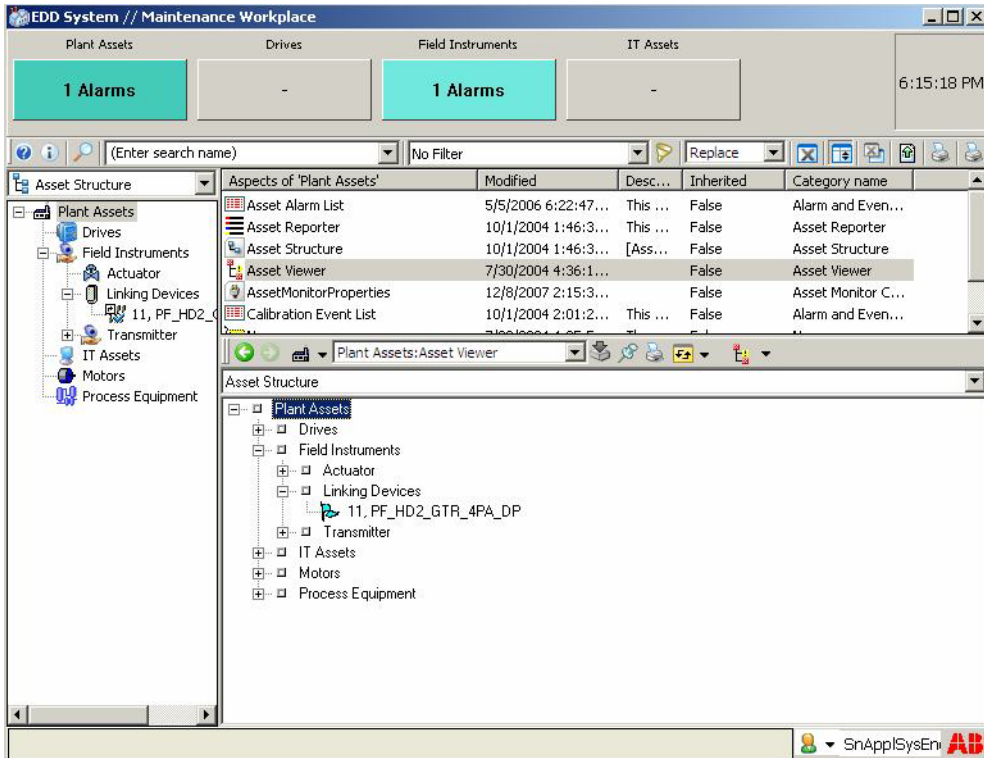 EDD System // Maintenance Workplace
Plant Assets Drives Field Instruments IT Assets
1 Alarms - 1 Alarms -
6:15:18 PM
(Enter search name) No Filter Replace
Asset Structure
Plant Assets
Drives
Field Instruments
Actuator
Linking Devices
11, PF_HD2_
Transmitter
IT Assets
Motors
Process Equipment
Aspects of 'Plant Assets' Modified Desc... Inherited Category name
Asset Alarm List 5/5/2006 6:22:47... This ... False Alarm and Even...
Asset Reporter 10/1/2004 1:46:3... This ... False Asset Reporter
Asset Structure 10/1/2004 1:46:3... [Ass... False Asset Structure
Asset Viewer 7/30/2004 4:36:1... False Asset Viewer
AssetMonitorProperties 12/8/2007 2:15:3... False Asset Monitor C...
Calibration Event List 10/1/2004 2:01:2... This ... False Alarm and Even...
Plant Assets:Asset Viewer
Asset Structure
Plant Assets
Drives
Field Instruments
Actuator
Linking Devices
11, PF_HD2_GTR_4PA_DP
Transmitter
IT Assets
Motors
Process Equipment
SnApplSysEn ABB